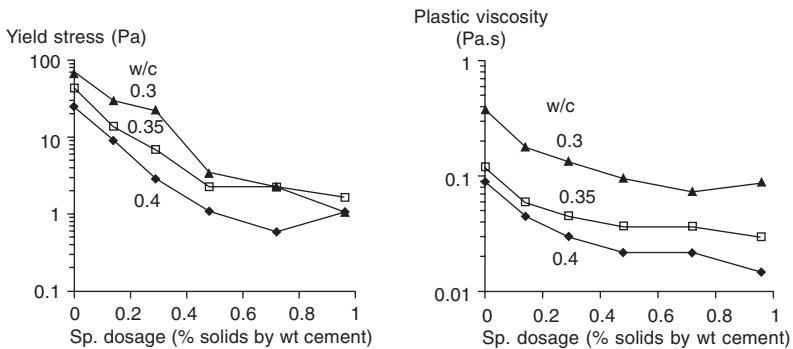 Yield stress (Pa)
100
10
1
0.1
w/c
0.3
0.35
0.4
0 0.2 0.4 0.6 0.8 1
Sp. dosage (% solids by wt cement)
Plastic viscosity
(Pa.s)
1
0.1
0.01
w/c
0.3
0.35
0.4
0 0.2 0.4 0.6 0.8 1
Sp. dosage (% solids by wt cement)